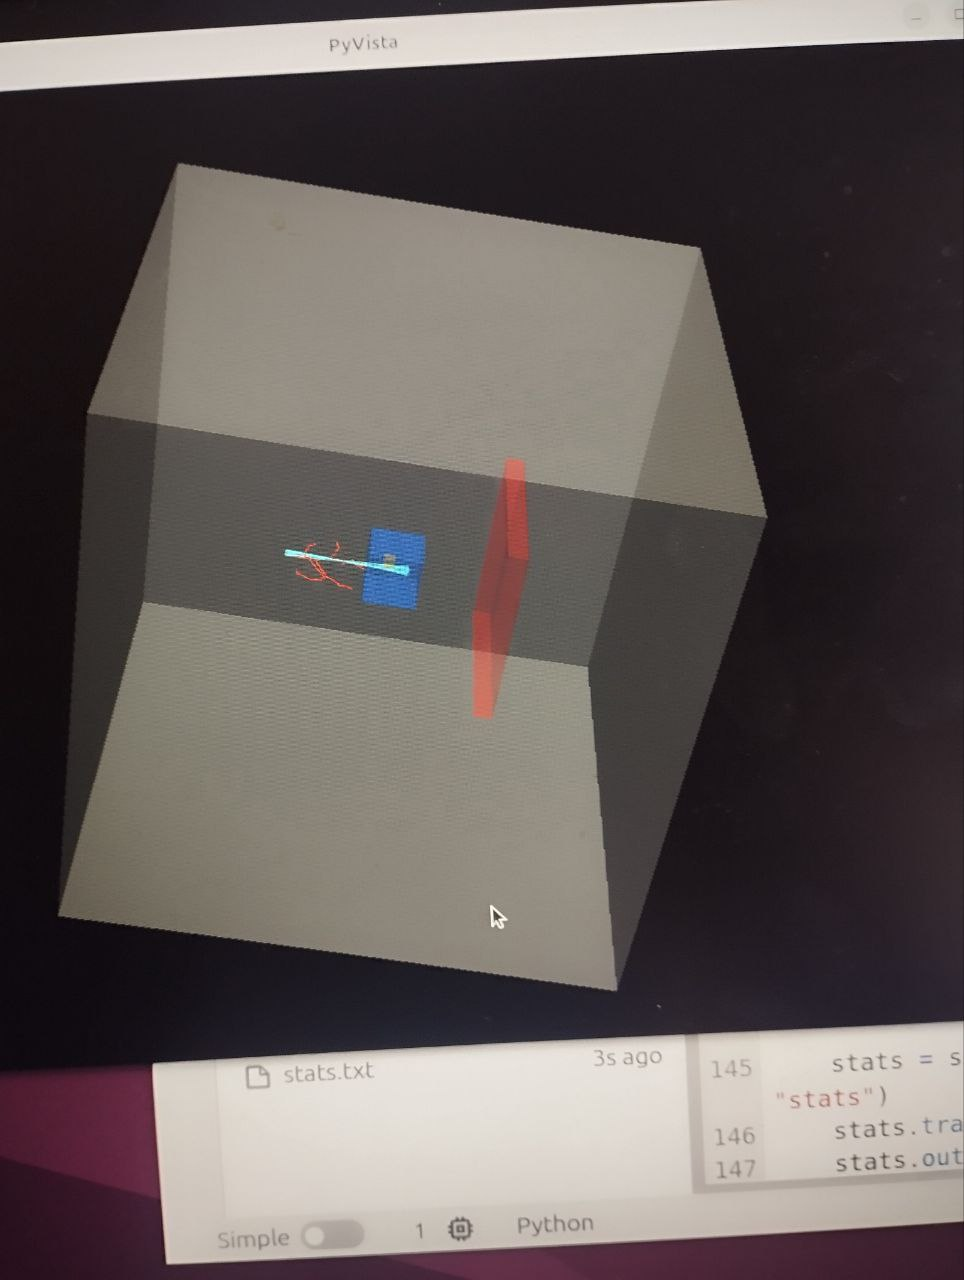 PyVista
stats.txt
3s ago
145
stats = s
"stats")
146
stats.tra
147
stats.out
Simple
1
Python